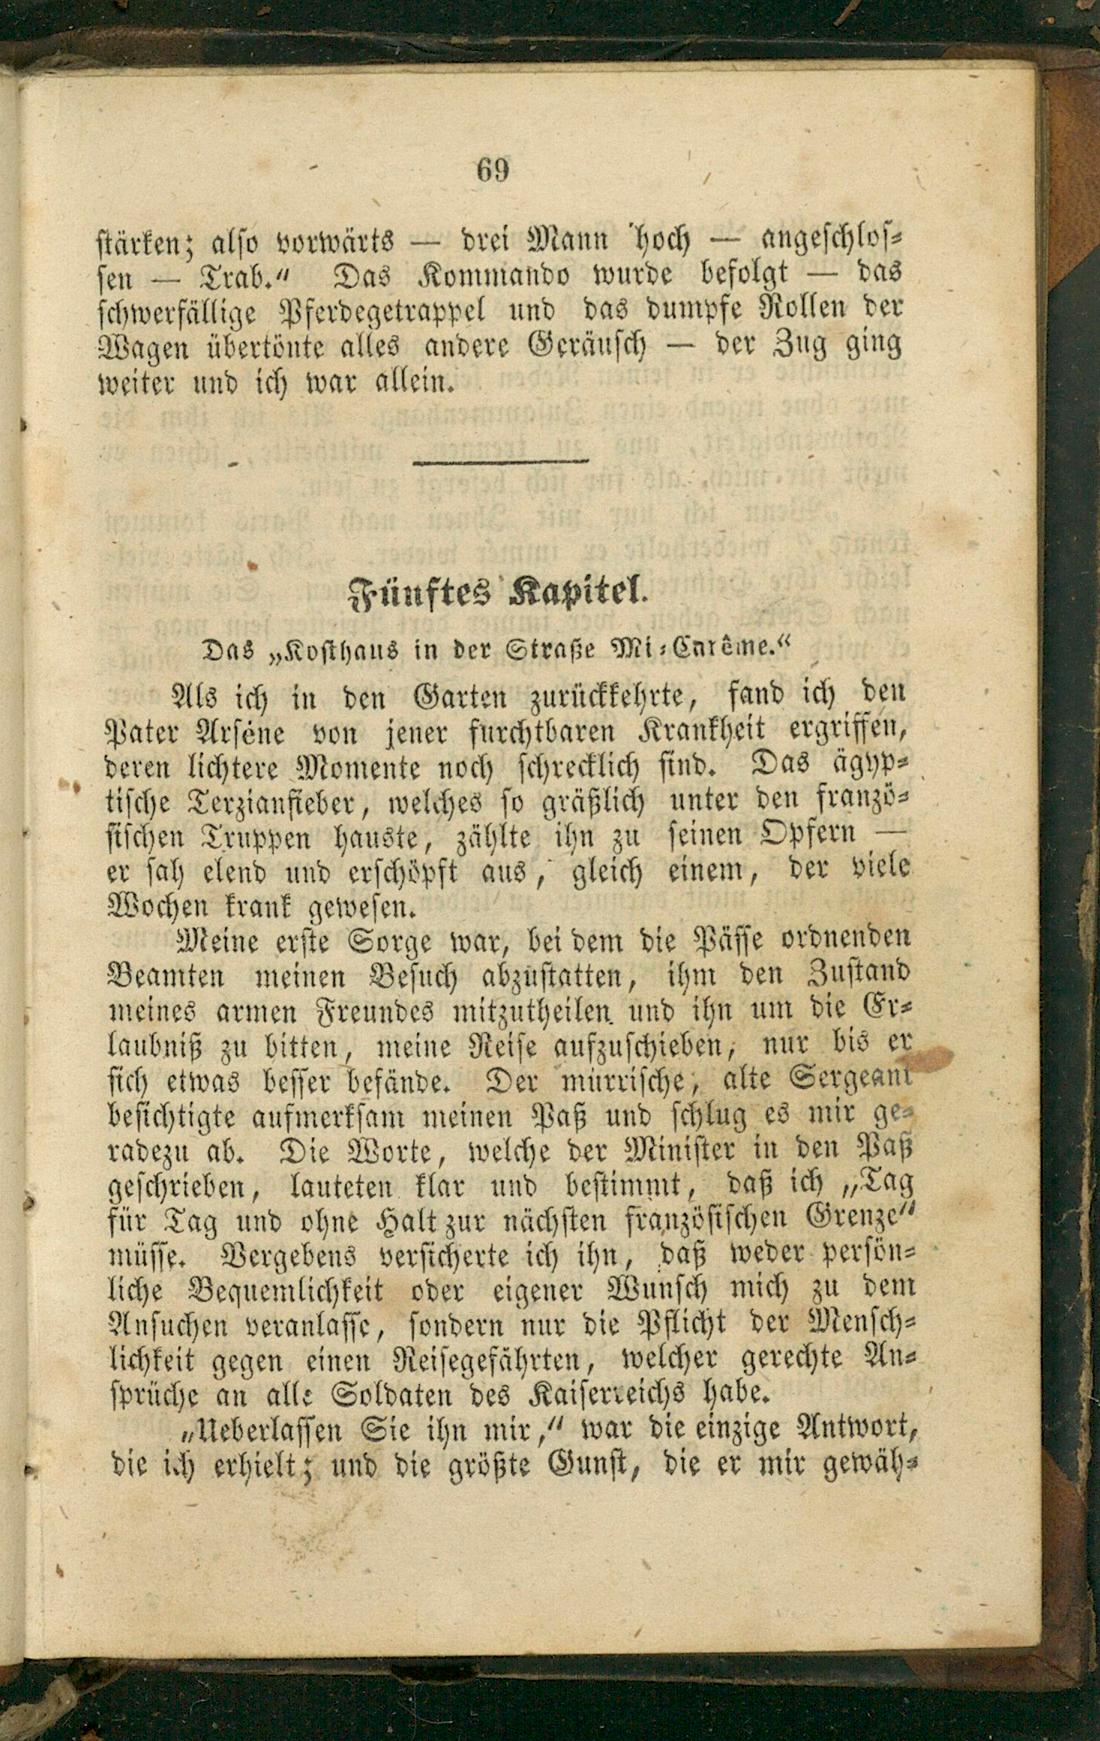 69
stärken; also vorwärts — drei Mann hoch — angeschlos-
sen — Trab." Das Kommando wurde befolgt — das
schwerfällige Pferdegetrappel und das dumpfe Rollen der
Wagen übertönte alles andere Geräusch — der Zug ging
weiter und ich war allein.
Fünftes Kapitel.
Das „Kosthaus in der Straße Mi-Carême."
Als ich in den Garten zurückkehrte, fand ich den
Pater Arsène von jener furchtbaren Krankheit ergriffen,
deren lichtere Momente noch schrecklich sind. Das ägyp-
tische Terzianfieber, welches so gräßlich unter den franzö-
sischen Truppen hauste, zählte ihn zu seinen Opfern —
er sah elend und erschöpft aus, gleich einem, der viele
Wochen krank gewesen.
Meine erste Sorge war, bei dem die Pässe ordnenden
Beamten meinen Besuch abzustatten, ihm den Zustand
meines armen Freundes mitzutheilen und ihn um die Er-
laubniß zu bitten, meine Reise aufzuschieben, nur bis er
sich etwas besser befände. Der mürrische, alte Sergeant
besichtigte aufmerksam meinen Paß und schlug es mir ge-
radezu ab. Die Worte, welche der Minister in den Paß
geschrieben, lauteten klar und bestimmt, daß ich „Tag
für Tag und ohne Halt zur nächsten französischen Grenze"
müsse. Vergebens versicherte ich ihn, daß weder persön-
liche Bequemlichkeit oder eigener Wunsch mich zu dem
Ansuchen veranlasse, sondern nur die Pflicht der Mensch-
lichkeit gegen einen Reisegefährten, welcher gerechte An-
sprüche an alle Soldaten des Kaiserreichs habe.
„Ueberlassen Sie ihn mir," war die einzige Antwort,
die ich erhielt; und die größte Gunst, die er mir gewäh-